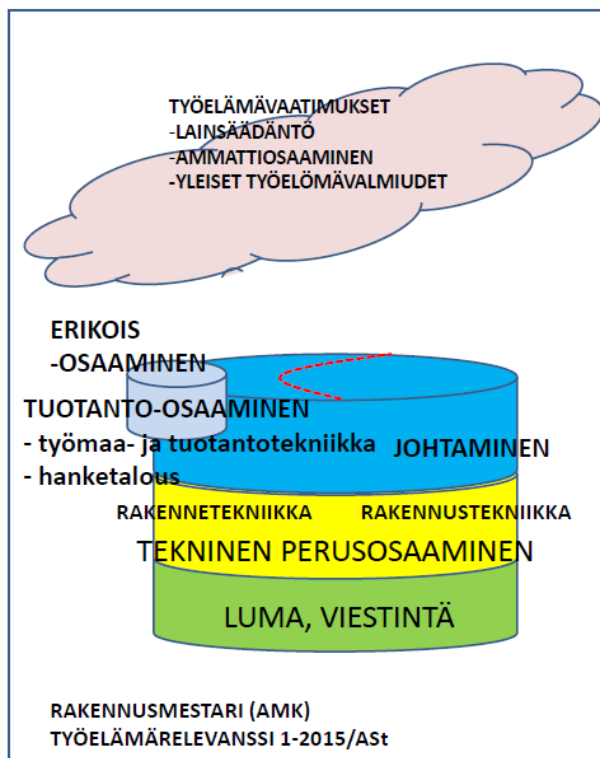 TYÖELÄMÄVAATIMUKSET
-LAINSÄÄDÄNTÖ
-AMMATTIOSAAMINEN
-YLEISET TYÖELÖMÄVALMIUDET
ERIKOIS
-OSAAMINEN
TUOTANTO-OSAAMINEN
- työmaa- ja tuotantotekniikka
- hanketalous
JOHTAMINEN
RAKENNETEKNIIKKA RAKENNUSTEKNIIKKA
TEKNINEN PERUSOSAAMINEN
LUMA, VIESTINTÄ
RAKENNUSMESTARI (AMK)
TYÖELÄMÄRELEVANSSI 1-2015/ASt